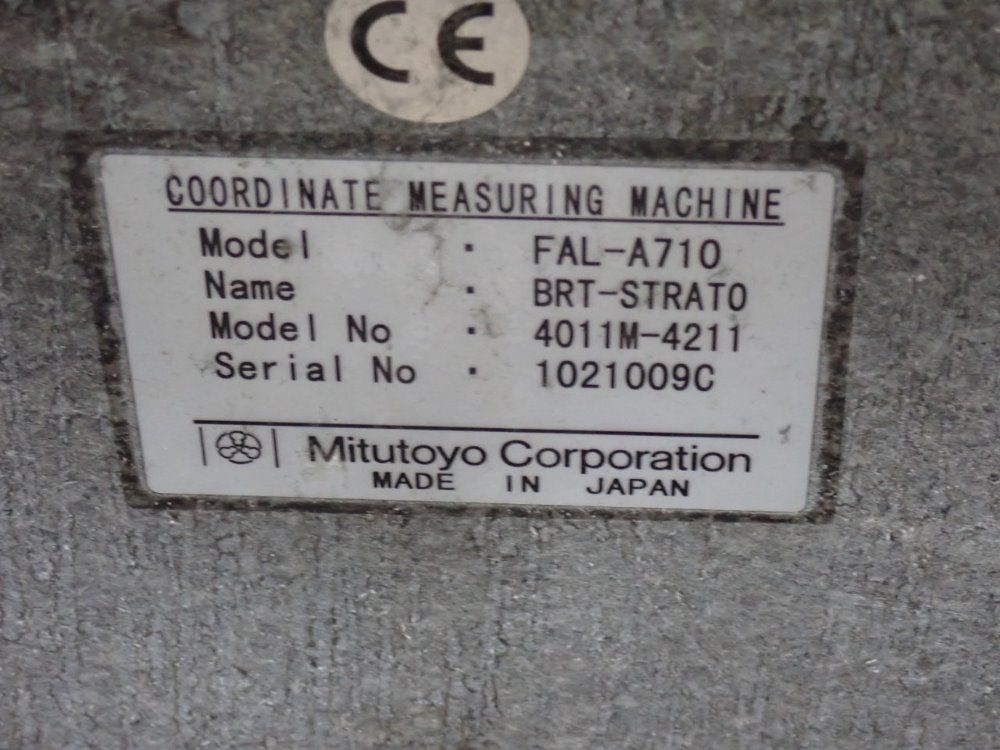 CE
COORDINATE MEASURING MACHINE
Model · FAL-A710
Name · BRT-STRATO
Model No · 4011M-4211
Serial No · 1021009C
Mitutoyo Corporation
MADE IN JAPAN